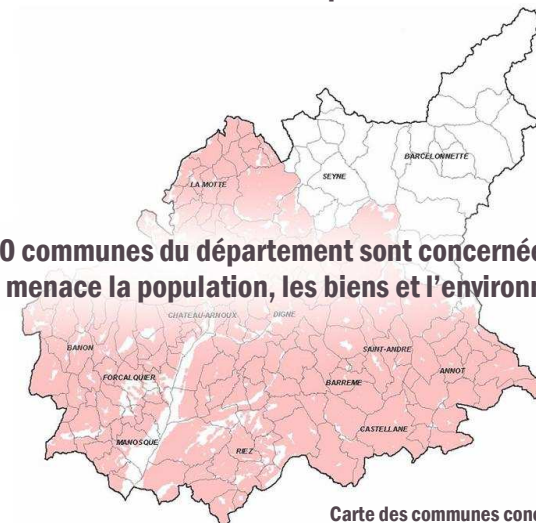 BARCELONNETTE
SEYNE
LA MOTTE
0 communes du département sont concernée
menace la population, les biens et l'environn
CHATEAU-ARNOUX
DIGNE
BANON
SAINT-ANDRE
FORCALQUIER
ANNOT
BARREME
CASTELLANE
MANOSQUE
RIEZ
Carte des communes conc